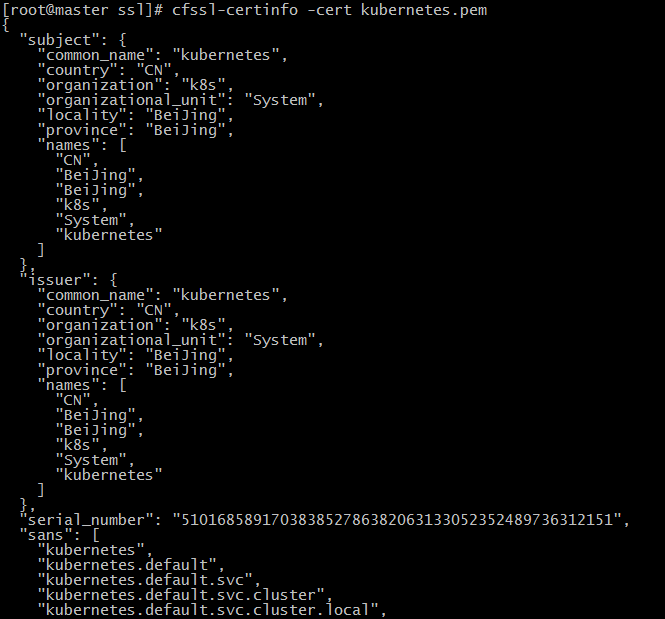 [root@master ssl]# cfssl-certinfo -cert kubernetes.pem
{
  "subject": {
    "common_name": "kubernetes",
    "country": "CN",
    "organization": "k8s",
    "organizational_unit": "System",
    "locality": "BeiJing",
    "province": "BeiJing",
    "names": [
      "CN",
      "BeiJing",
      "BeiJing",
      "k8s",
      "System",
      "kubernetes"
    ]
  },
  "issuer": {
    "common_name": "kubernetes",
    "country": "CN",
    "organization": "k8s",
    "organizational_unit": "System",
    "locality": "BeiJing",
    "province": "BeiJing",
    "names": [
      "CN",
      "BeiJing",
      "BeiJing",
      "k8s",
      "System",
      "kubernetes"
    ]
  },
  "serial_number": "510168589170383852786382063133052352489736312151",
  "sans": [
    "kubernetes",
    "kubernetes.default",
    "kubernetes.default.svc",
    "kubernetes.default.svc.cluster",
    "kubernetes.default.svc.cluster.local",